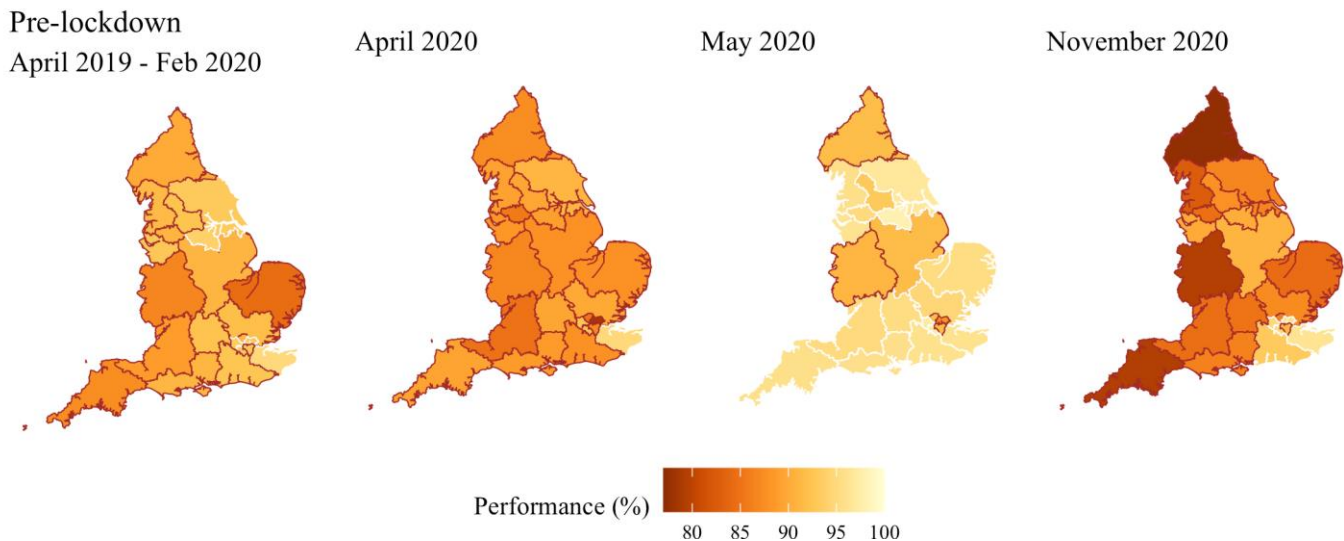 Pre-lockdown
April 2019 - Feb 2020
April 2020
May 2020
November 2020
Performance (%)
80 85 90 95 100